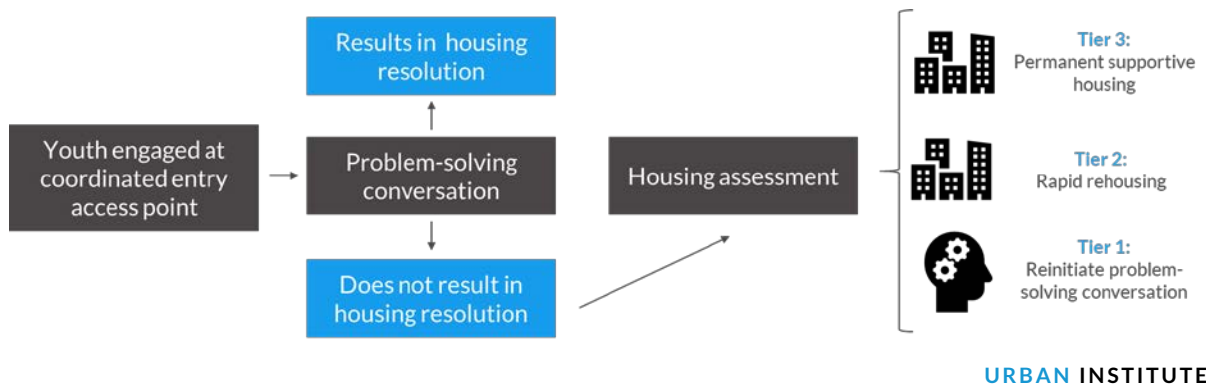 Youth engaged at
coordinated entry
access point
Results in housing
resolution
Problem-solving
conversation
Does not result in
housing resolution
Housing assessment
Tier 3:
Permanent supportive
housing
Tier 2:
Rapid rehousing
Tier 1:
Reinitiate problem-
solving conversation
URBAN INSTITUTE